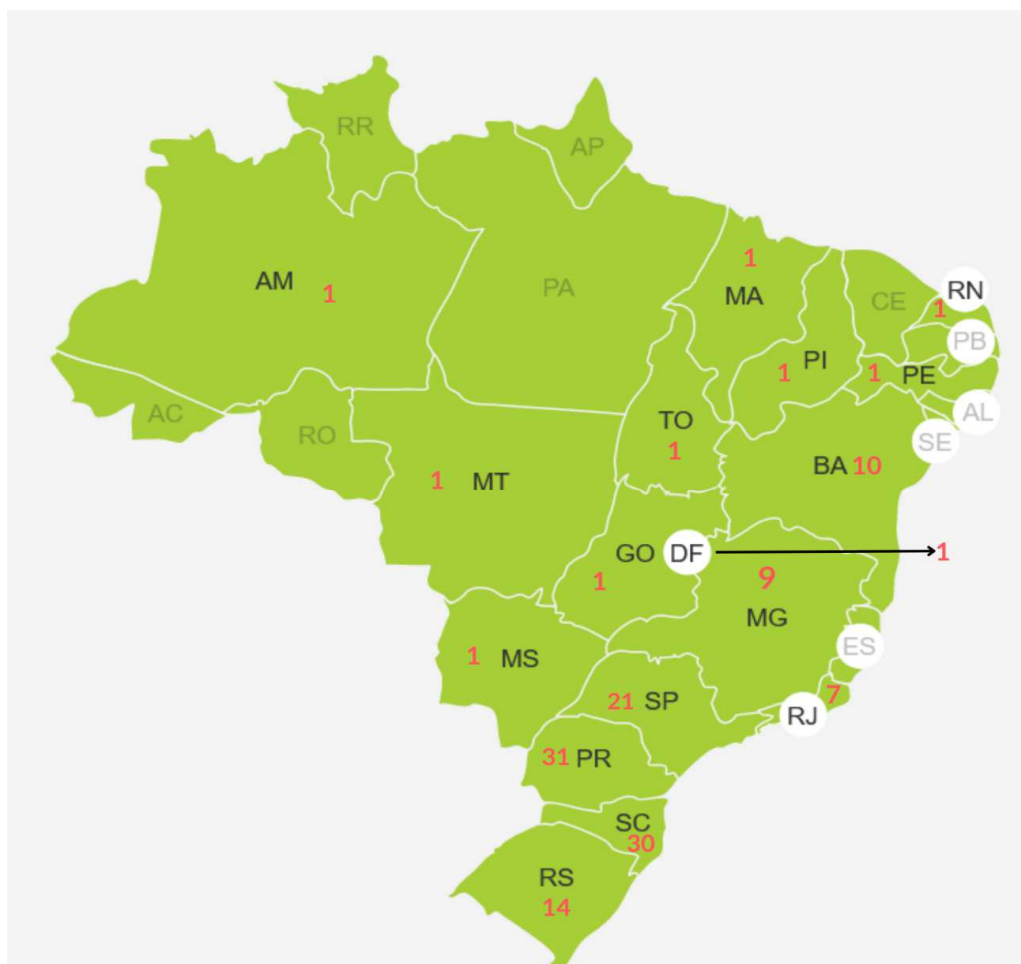 RR
AP
AM
1
PA
1
MA
CE
RN
1
PB
PI
1
1
PE
AC
RO
TO
1
AL
SE
BA 10
1
MT
GO
DF
1
1
9
MG
ES
1
MS
21 SP
7
RJ
31 PR
SC
30
RS
14